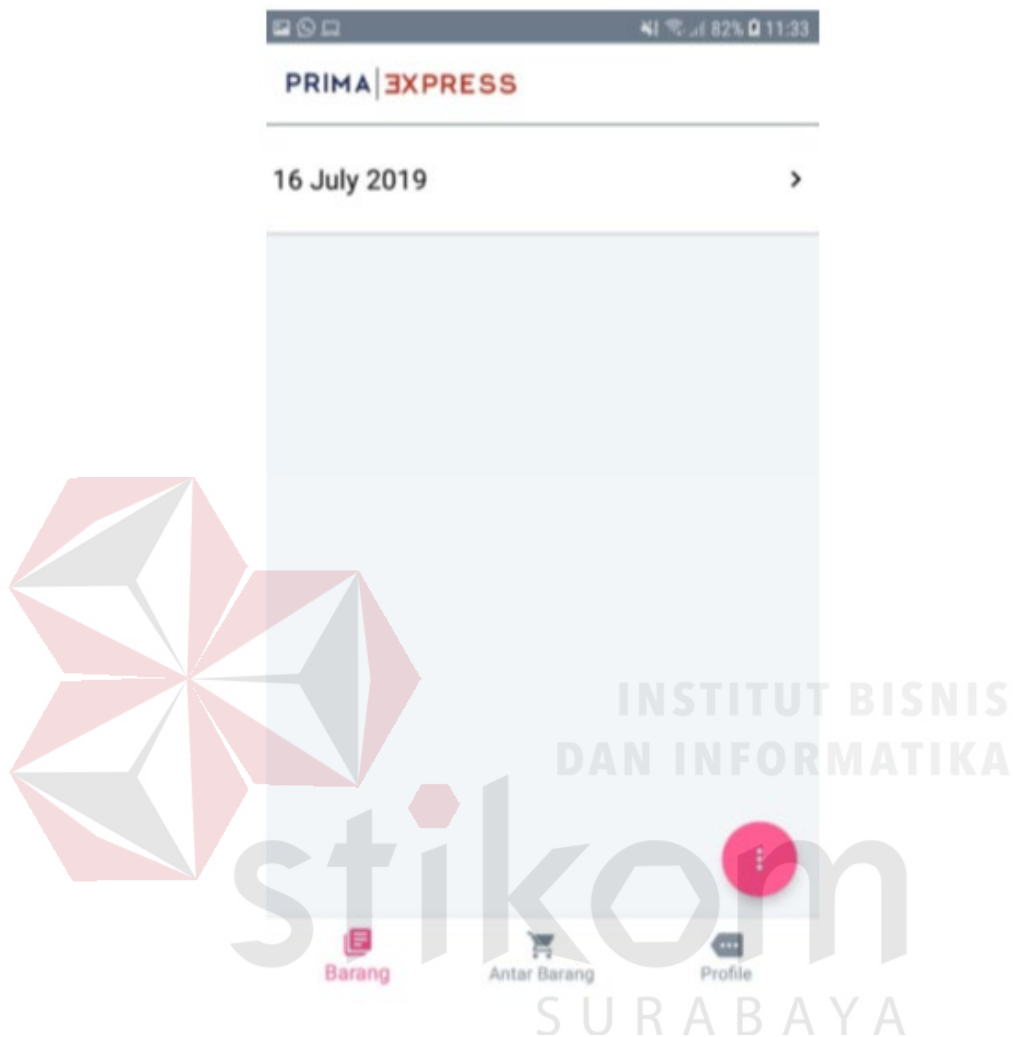 82% 11:33
PRIMA EXPRESS
16 July 2019
INSTITUT BISNIS
DAN INFORMATIKA
stikom
Barang Antar Barang Profile
SURABAYA